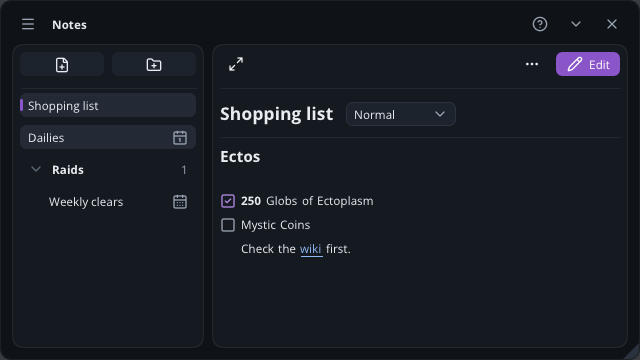 Notes
Edit
Shopping list
Dailies
Raids 1
Weekly clears
Shopping list Normal
Ectos
250 Globs of Ectoplasm
Mystic Coins
Check the wiki first.